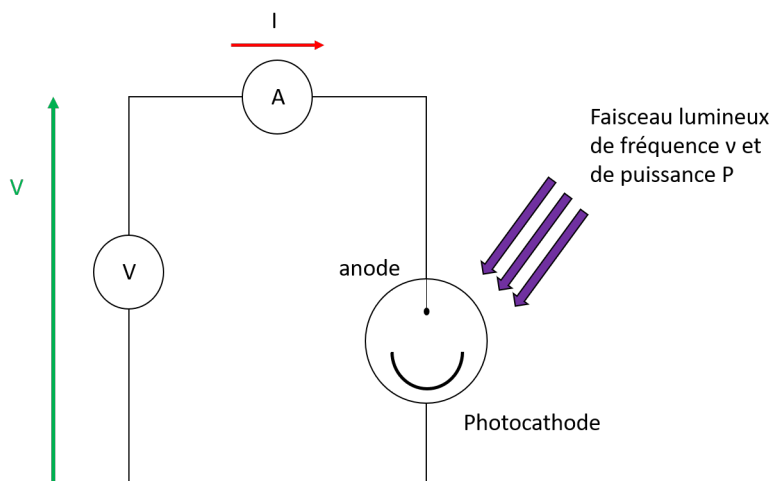 I
A
Faisceau lumineux
de fréquence ν et
de puissance P
V
V
anode
Photocathode